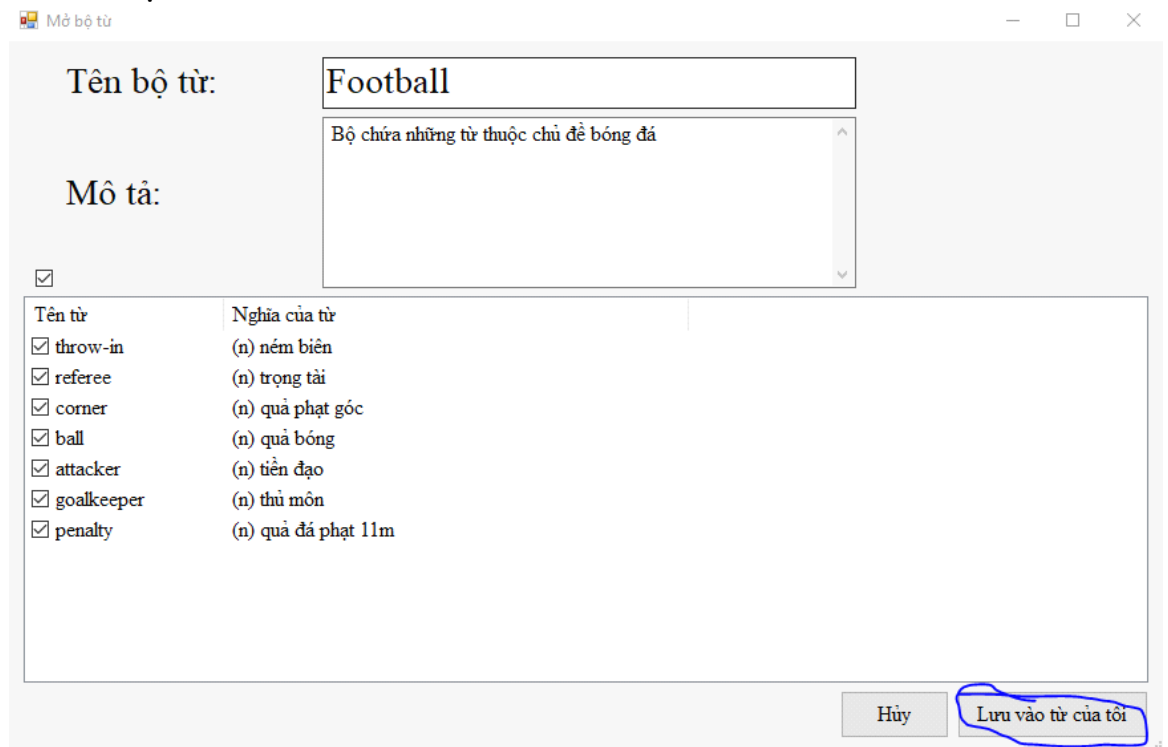 Mở bộ từ
Tên bộ từ: Football
Bộ chứa những từ thuộc chủ đề bóng đá
Mô tả:
Tên từ Nghĩa của từ
throw-in (n) ném biên
referee (n) trọng tài
corner (n) quả phạt góc
ball (n) quả bóng
attacker (n) tiền đạo
goalkeeper (n) thủ môn
penalty (n) quả đá phạt 11m
Hủy Lưu vào từ của tôi